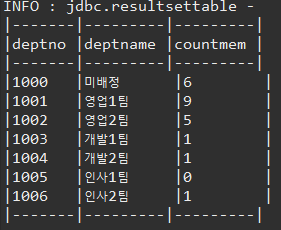 INFO : jdbc.resultsettable -
|-------|---------|---------|
|deptno |deptname |countmem |
|-------|---------|---------|
|1000 |미배정 |6 |
|1001 |영업1팀 |9 |
|1002 |영업2팀 |5 |
|1003 |개발1팀 |1 |
|1004 |개발2팀 |1 |
|1005 |인사1팀 |0 |
|1006 |인사2팀 |1 |
|-------|---------|---------|